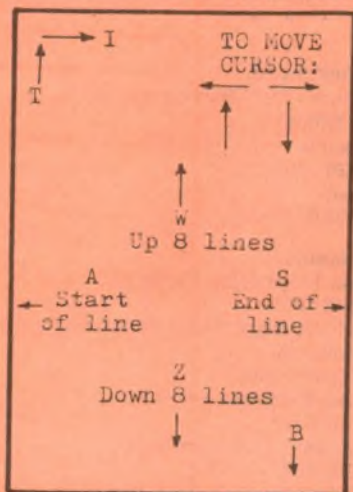 I
TO MOVE
CURSOR:
T
W
Up 8 lines
A
Start
of line
S
End of
line
Z
Down 8 lines
B